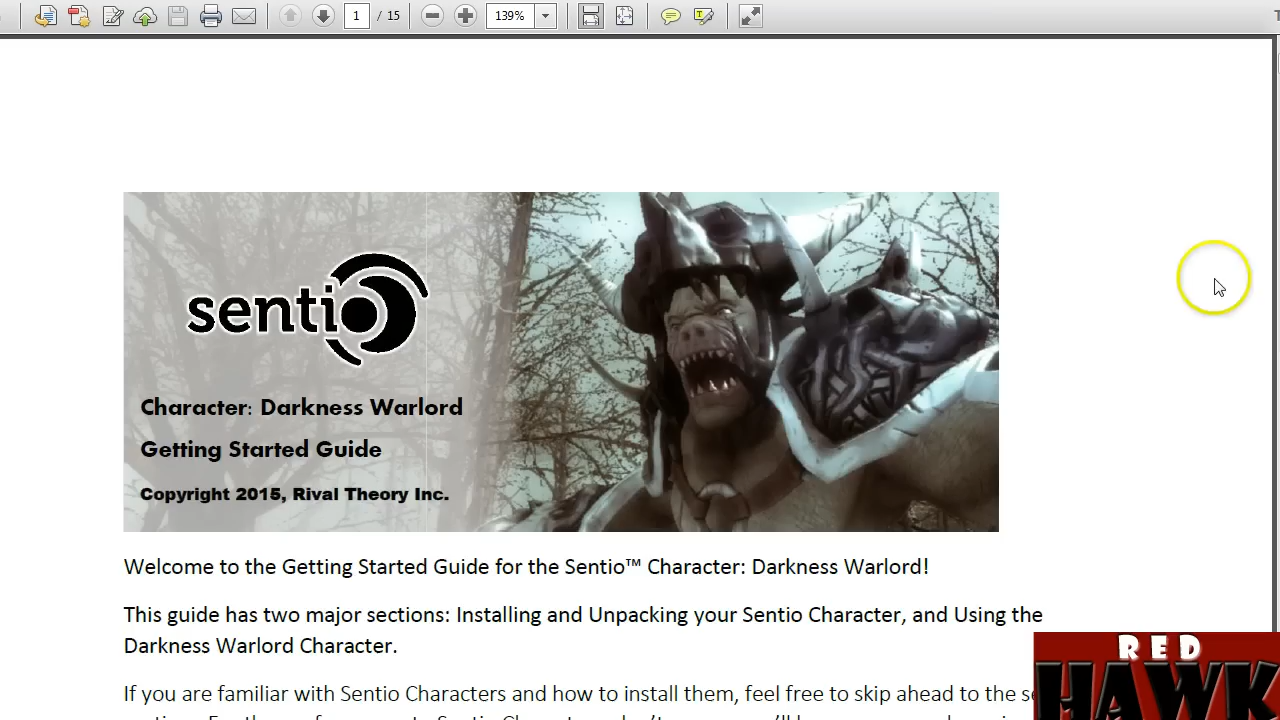 1 / 15
139%
sentio
Character: Darkness Warlord
Getting Started Guide
Copyright 2015, Rival Theory Inc.
Welcome to the Getting Started Guide for the Sentio™ Character: Darkness Warlord!
This guide has two major sections: Installing and Unpacking your Sentio Character, and Using the
Darkness Warlord Character.
If you are familiar with Sentio Characters and how to install them, feel free to skip ahead to the
RED
HAWK